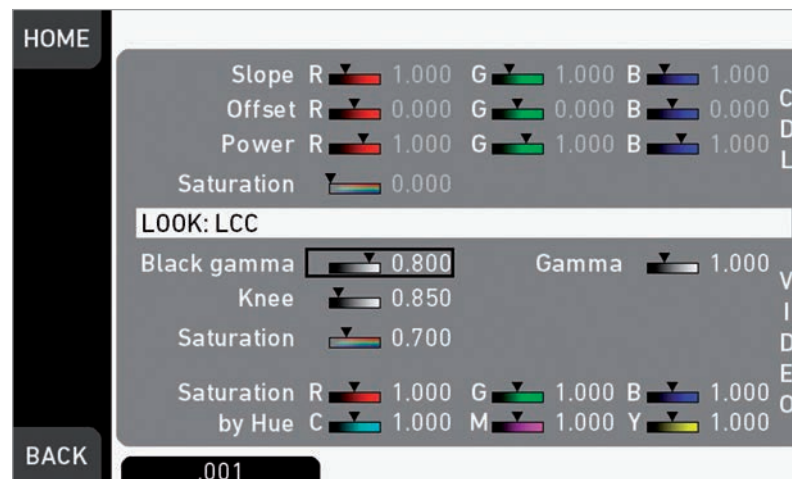 HOME
Slope R 1.000 G 1.000 B 1.000
Offset R 0.000 G 0.000 B 0.000
Power R 1.000 G 1.000 B 1.000
Saturation 0.000
CDL
LOOK: LCC
Black gamma 0.800 Gamma 1.000
Knee 0.850
Saturation 0.700
Saturation R 1.000 G 1.000 B 1.000
by Hue C 1.000 M 1.000 Y 1.000
VIDEO
BACK
.001